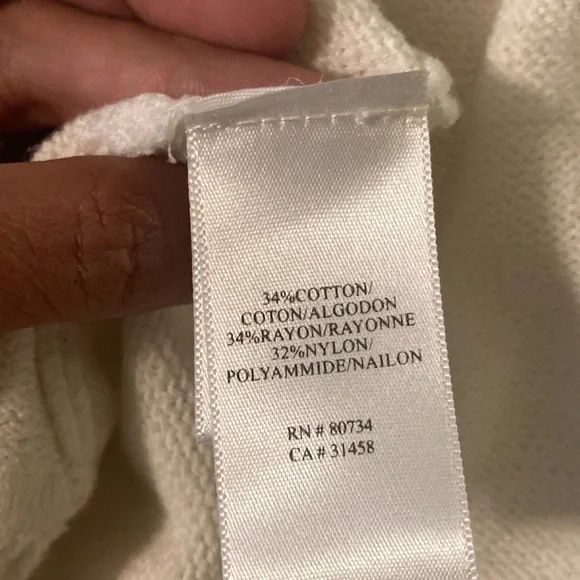 34%COTTON/
COTON/ALGODON
34%RAYON/RAYONNE
32%NYLON/
POLYAMMIDE/NAILON
RN # 80734
CA # 31458